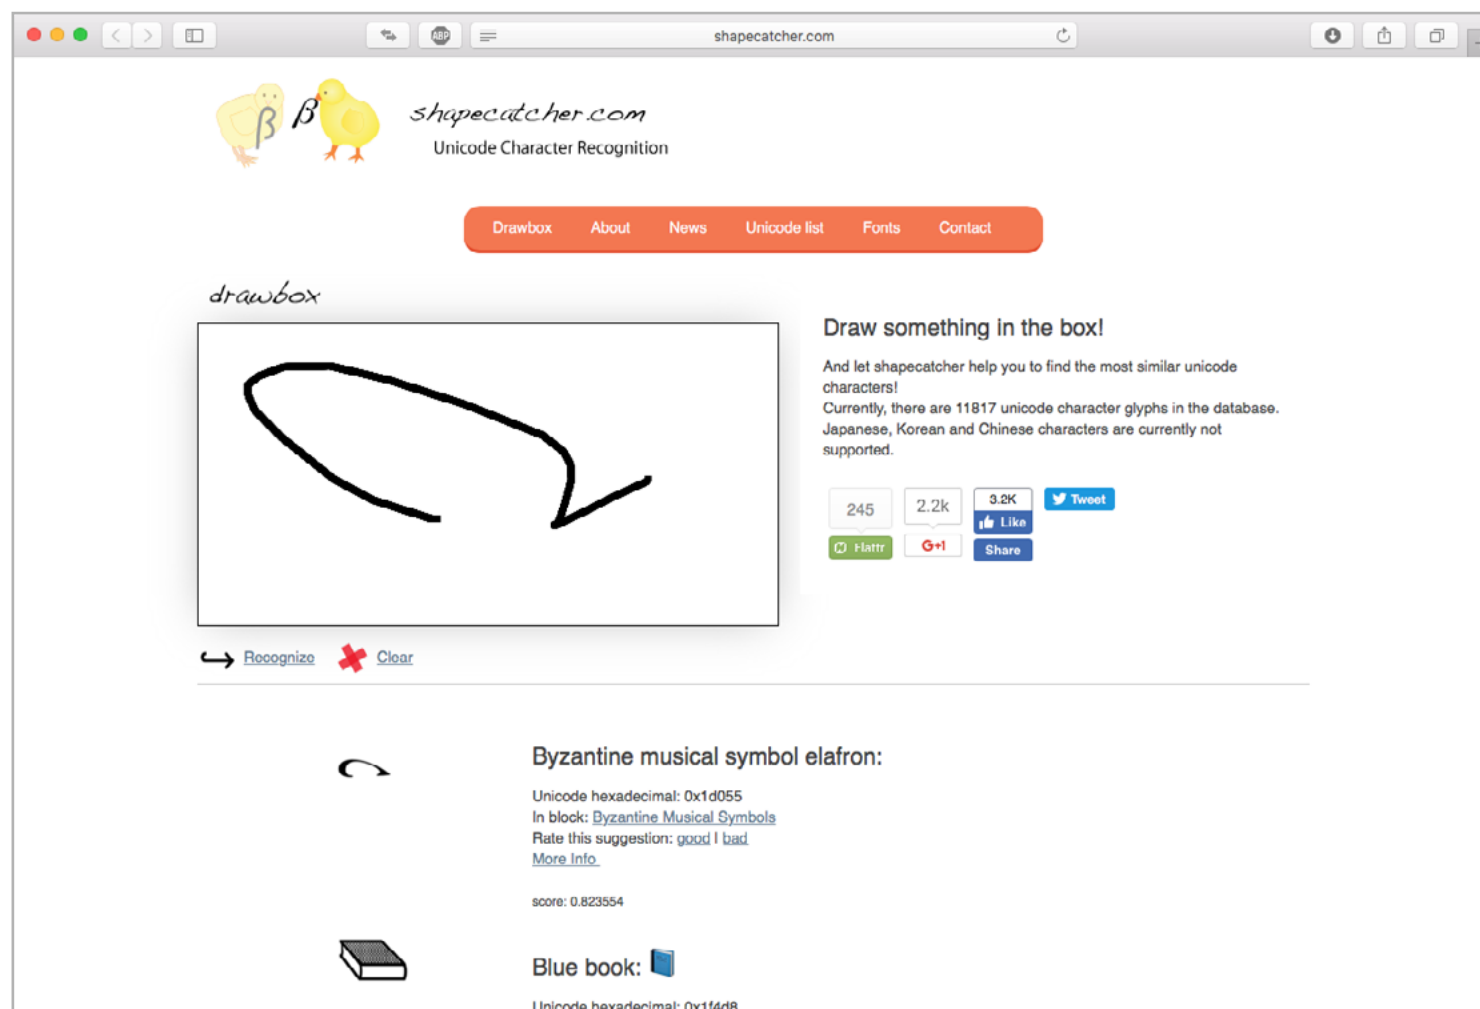 ABP
shapecatcher.com
β β
shapecatcher.com
Unicode Character Recognition
Drawbox About News Unicode list Fonts Contact
drawbox
Draw something in the box!
And let shapecatcher help you to find the most similar unicode
characters!
Currently, there are 11817 unicode character glyphs in the database.
Japanese, Korean and Chinese characters are currently not
supported.
245 2.2k 3.2K Tweet
Like
Flattr G+1 Share
Recognize Clear
Byzantine musical symbol elafron:
Unicode hexadecimal: 0x1d055
In block: Byzantine Musical Symbols
Rate this suggestion: good | bad
More Info
score: 0.823554
Blue book: 📘
Unicode hexadecimal: 0x1f4d8